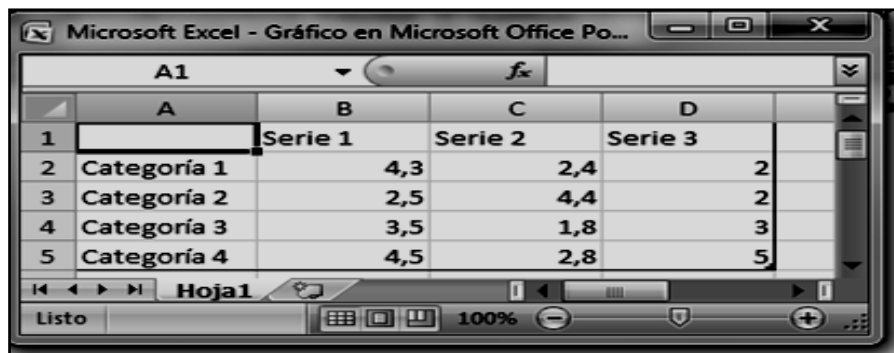 Microsoft Excel - Gráfico en Microsoft Office Po...
A1 fx
A B C D
1 Serie 1 Serie 2 Serie 3
2 Categoría 1 4,3 2,4 2
3 Categoría 2 2,5 4,4 2
4 Categoría 3 3,5 1,8 3
5 Categoría 4 4,5 2,8 5
Hoja1
Listo 100%